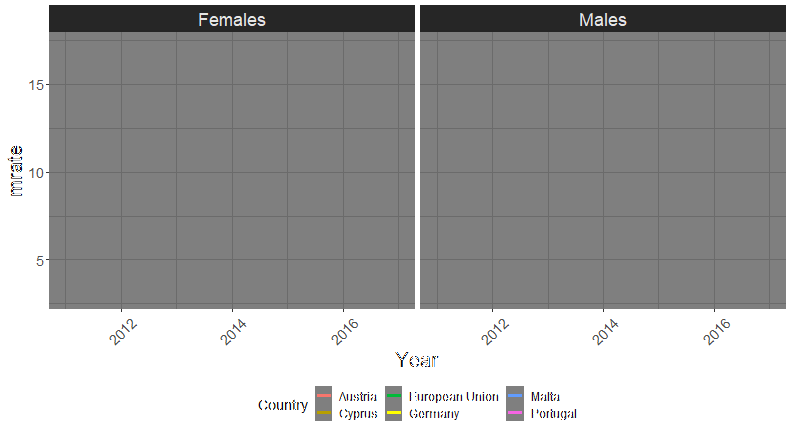 Females Males
mrate
15
10
5
2012 2014 2016 2012 2014 2016
Year
Country Austria European Union Malta
Cyprus Germany Portugal